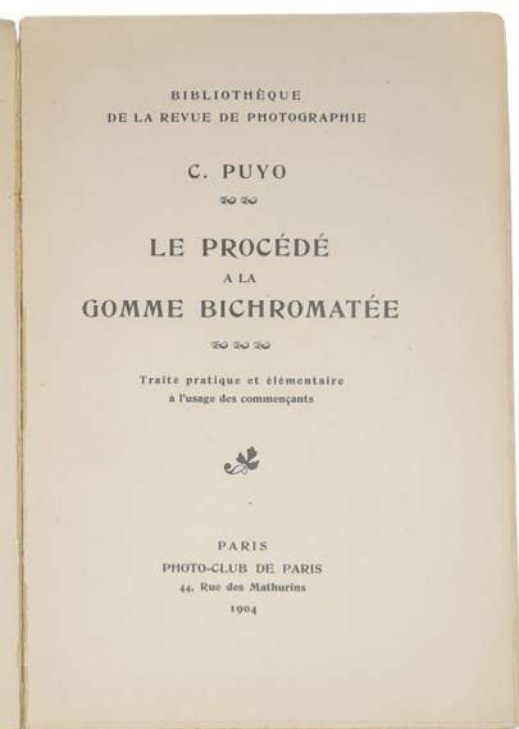 BIBLIOTHÈQUE
DE LA REVUE DE PHOTOGRAPHIE
C. PUYO
LE PROCÉDÉ
A LA
GOMME BICHROMATÉE
Traité pratique et élémentaire
à l'usage des commençants
PARIS
PHOTO-CLUB DE PARIS
44, Rue des Mathurins
1904